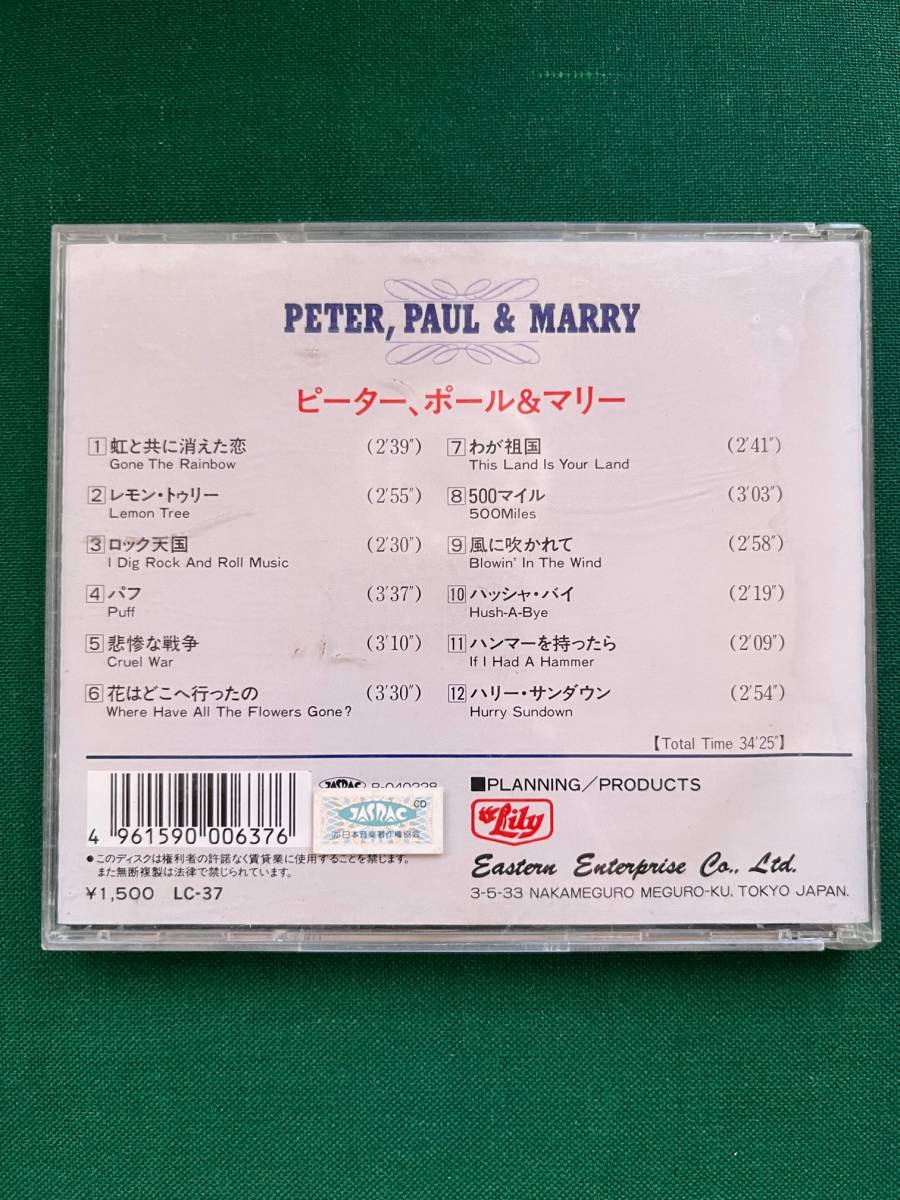 PETER, PAUL & MARRY
ピーター、ポール&マリー
1 虹と共に消えた恋 (2'39")
Gone The Rainbow
2 レモン・トゥリー (2'55")
Lemon Tree
3 ロック天国 (2'30")
I Dig Rock And Roll Music
4 パフ (3'37")
Puff
5 悲惨な戦争 (3'10")
Cruel War
6 花はどこへ行ったの (3'30")
Where Have All The Flowers Gone?
7 わが祖国 (2'41")
This Land Is Your Land
8 500マイル (3'03")
500Miles
9 風に吹かれて (2'58")
Blowin' In The Wind
10 ハッシャ・バイ (2'19")
Hush-A-Bye
11 ハンマーを持ったら (2'09")
If I Had A Hammer
12 ハリー・サンダウン (2'54")
Hurry Sundown
【Total Time 34'25"】
4 961590 006376
JASRAC R-040228
CD
JASRAC
日本音楽著作権協会
●このディスクは権利者の許諾なく賃貸業に使用することを禁じます。
また無断複製は法律で禁じられています。
¥1,500 LC-37
■PLANNING/PRODUCTS
Lily
Eastern Enterprise Co., Ltd.
3-5-33 NAKAMEGURO MEGURO-KU. TOKYO JAPAN.